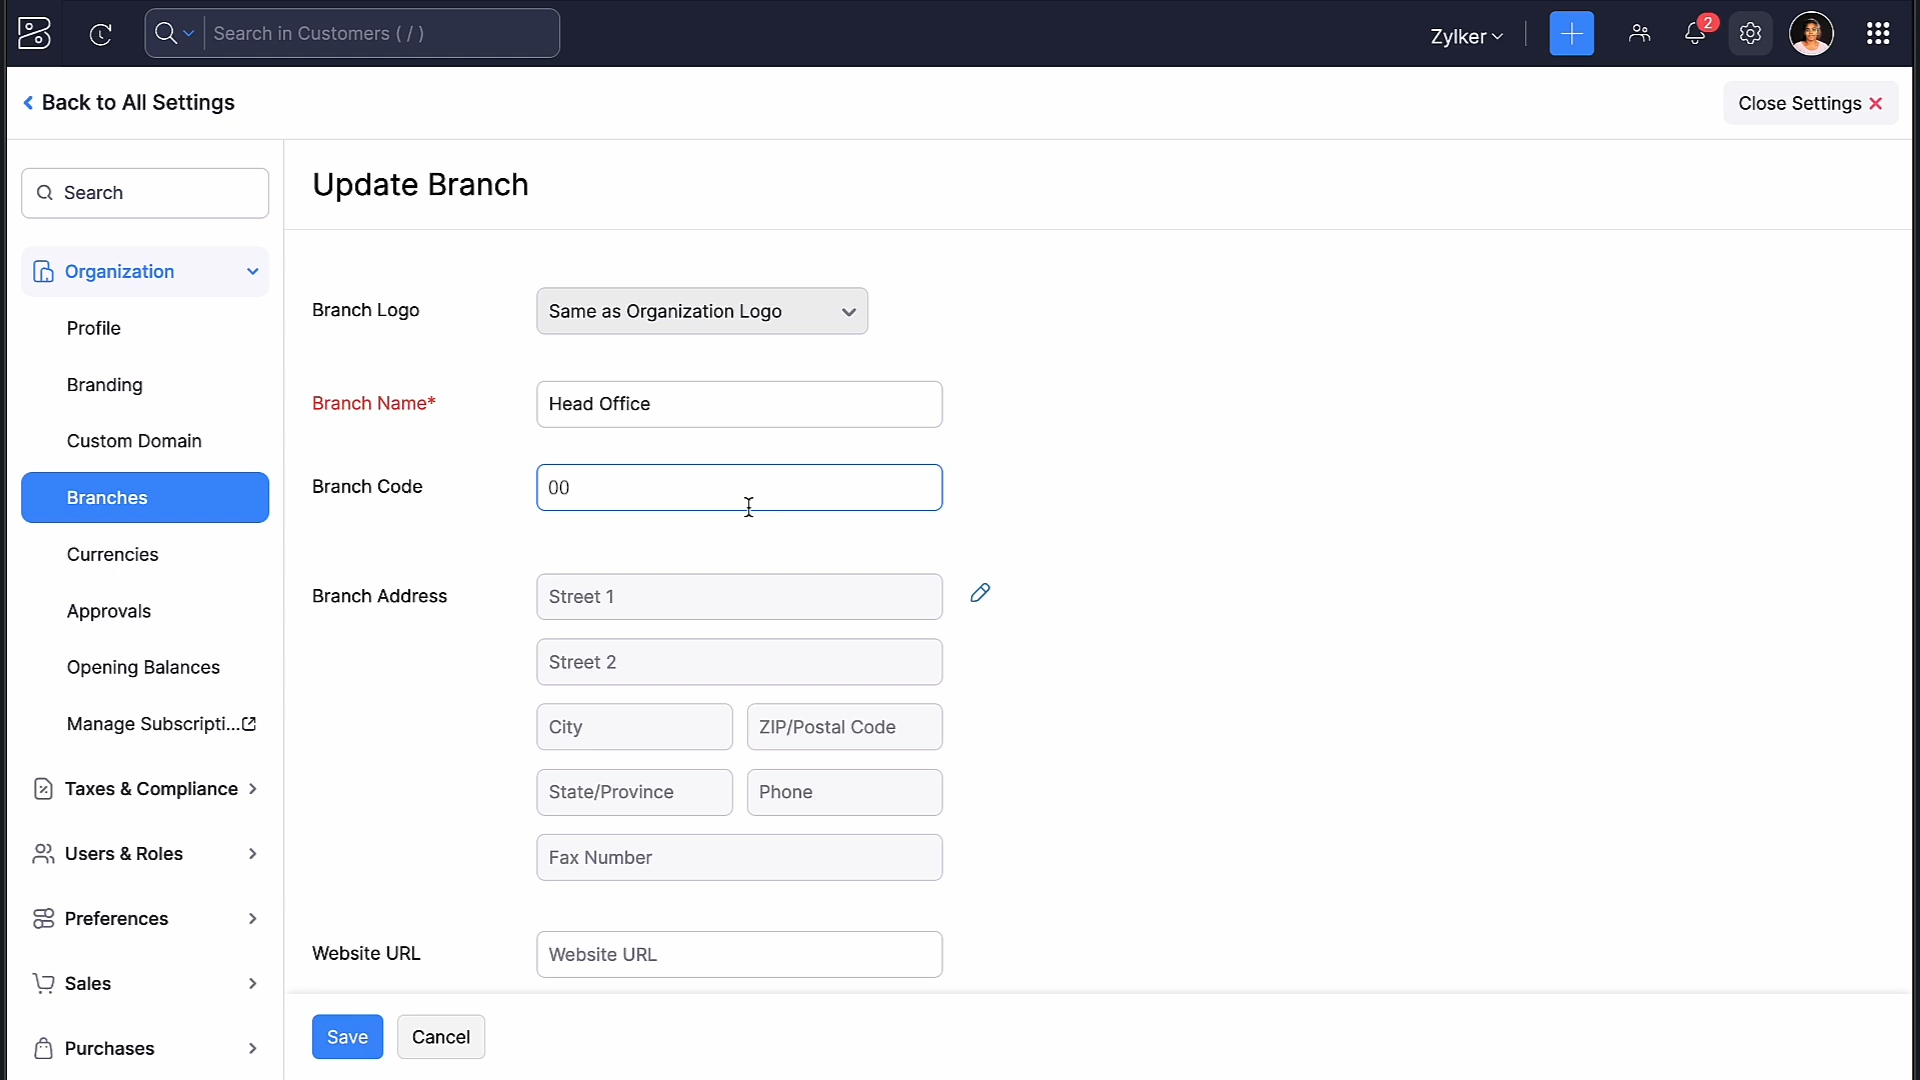 Search in Customers ( / )
Zylker
2
Back to All Settings
Close Settings
Search
Organization
Profile
Branding
Custom Domain
Branches
Currencies
Approvals
Opening Balances
Manage Subscripti...
Taxes & Compliance
Users & Roles
Preferences
Sales
Purchases
Update Branch
Branch Logo
Same as Organization Logo
Branch Name*
Head Office
Branch Code
00
Branch Address
Street 1
Street 2
City
ZIP/Postal Code
State/Province
Phone
Fax Number
Website URL
Website URL
Save
Cancel